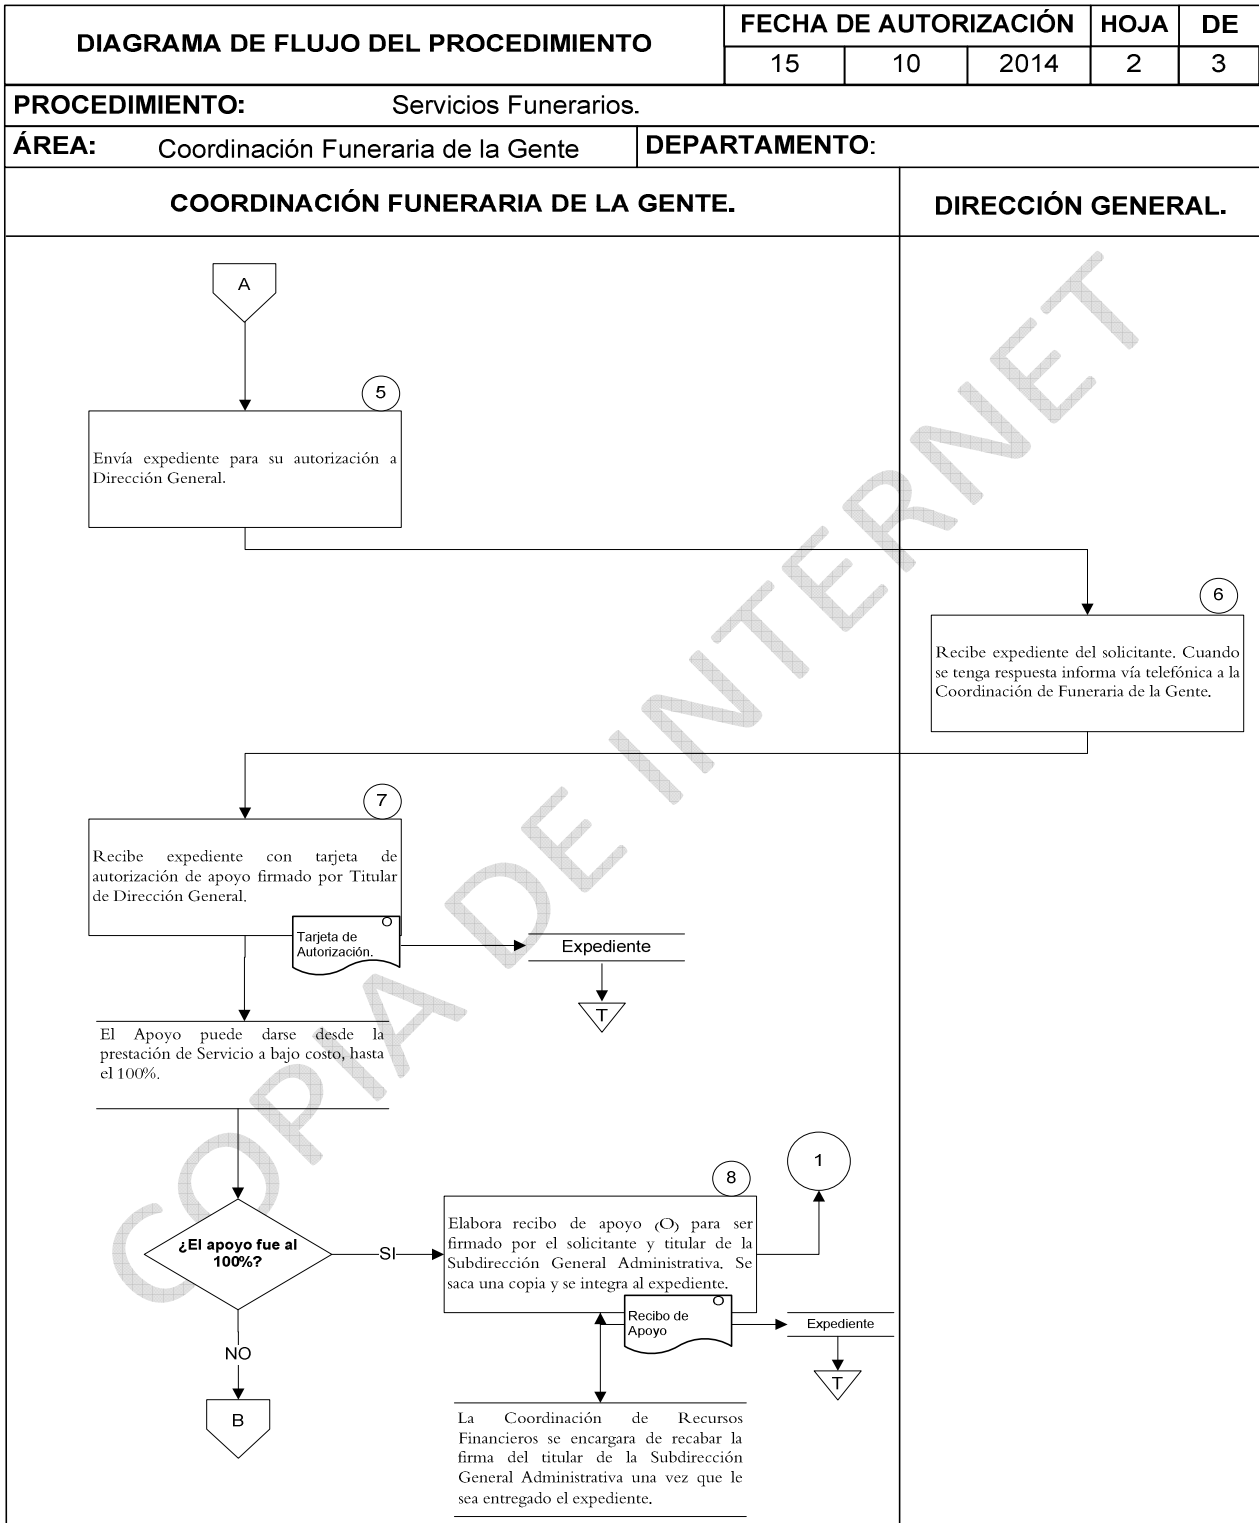 DIAGRAMA DE FLUJO DEL PROCEDIMIENTO
FECHA DE AUTORIZACIÓN HOJA DE
15 10 2014 2 3
PROCEDIMIENTO: Servicios Funerarios.
ÁREA: Coordinación Funeraria de la Gente DEPARTAMENTO:
COORDINACIÓN FUNERARIA DE LA GENTE. DIRECCIÓN GENERAL.
A
5
Envía expediente para su autorización a
Dirección General.
6
Recibe expediente del solicitante. Cuando
se tenga respuesta informa vía telefónica a la
Coordinación de Funeraria de la Gente.
7
Recibe expediente con tarjeta de
autorización de apoyo firmado por Titular
de Dirección General.
O
Tarjeta de
Autorización.
Expediente
T
El Apoyo puede darse desde la
prestación de Servicio a bajo costo, hasta
el 100%.
1
8
¿El apoyo fue al
100%?
SI
Elabora recibo de apoyo (O) para ser
firmado por el solicitante y titular de la
Subdirección General Administrativa. Se
saca una copia y se integra al expediente.
O
Recibo de
Apoyo
Expediente
T
NO
B
La Coordinación de Recursos
Financieros se encargara de recabar la
firma del titular de la Subdirección
General Administrativa una vez que le
sea entregado el expediente.
COPIA DE INTERNET